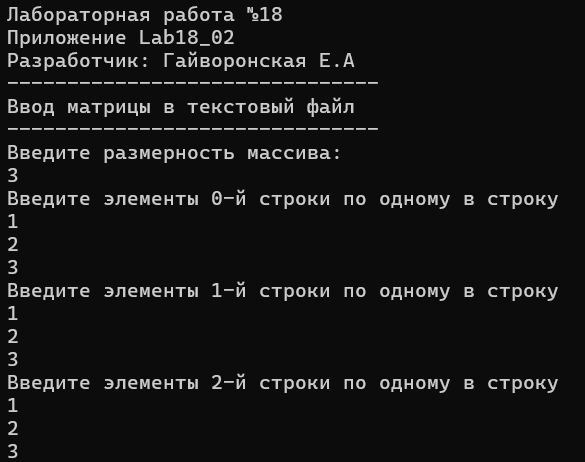 Лабораторная работа №18
Приложение Lab18_02
Разработчик: Гайворонская Е.А
-------------------------------
Ввод матрицы в текстовый файл
-------------------------------
Введите размерность массива:
3
Введите элементы 0-й строки по одному в строку
1
2
3
Введите элементы 1-й строки по одному в строку
1
2
3
Введите элементы 2-й строки по одному в строку
1
2
3